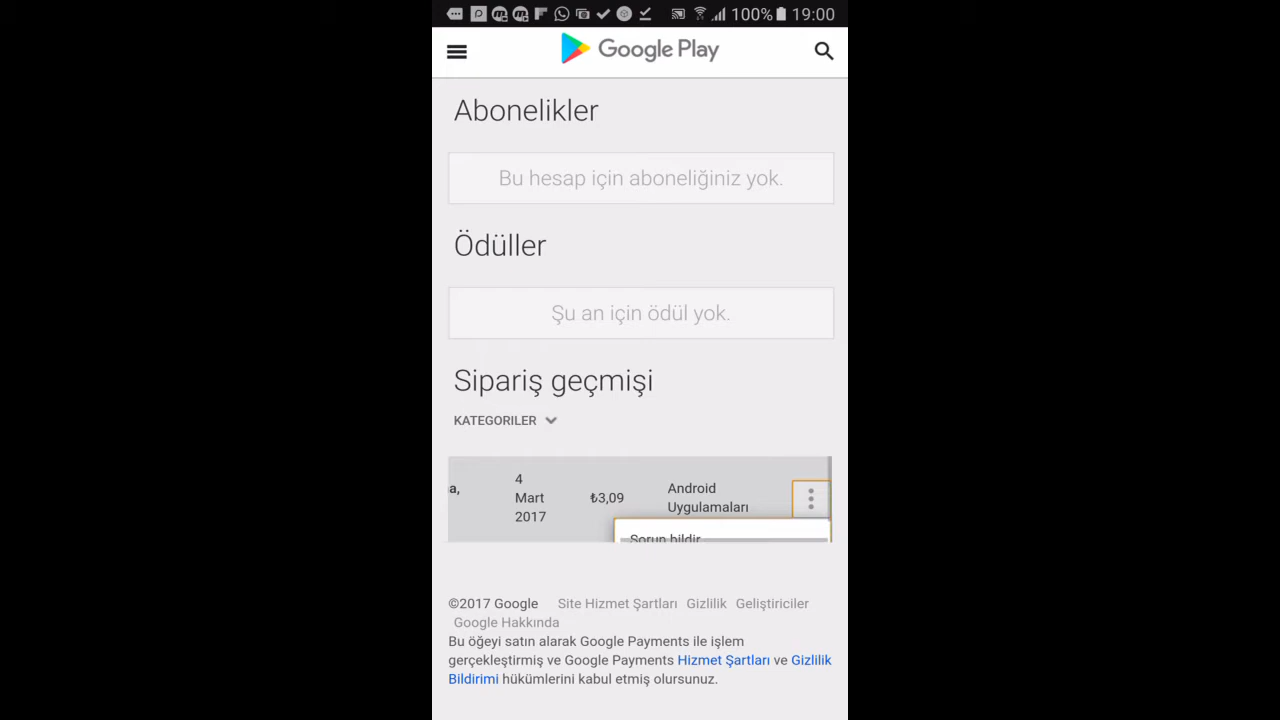 100% 19:00
Google Play
Abonelikler
Bu hesap için aboneliğiniz yok.
Ödüller
Şu an için ödül yok.
Sipariş geçmişi
KATEGORILER
a,
4
Mart
2017
₺3,09
Android
Uygulamaları
Sorun bildir
©2017 Google Site Hizmet Şartları Gizlilik Geliştiriciler
Google Hakkında
Bu öğeyi satın alarak Google Payments ile işlem
gerçekleştirmiş ve Google Payments Hizmet Şartları ve Gizlilik
Bildirimi hükümlerini kabul etmiş olursunuz.